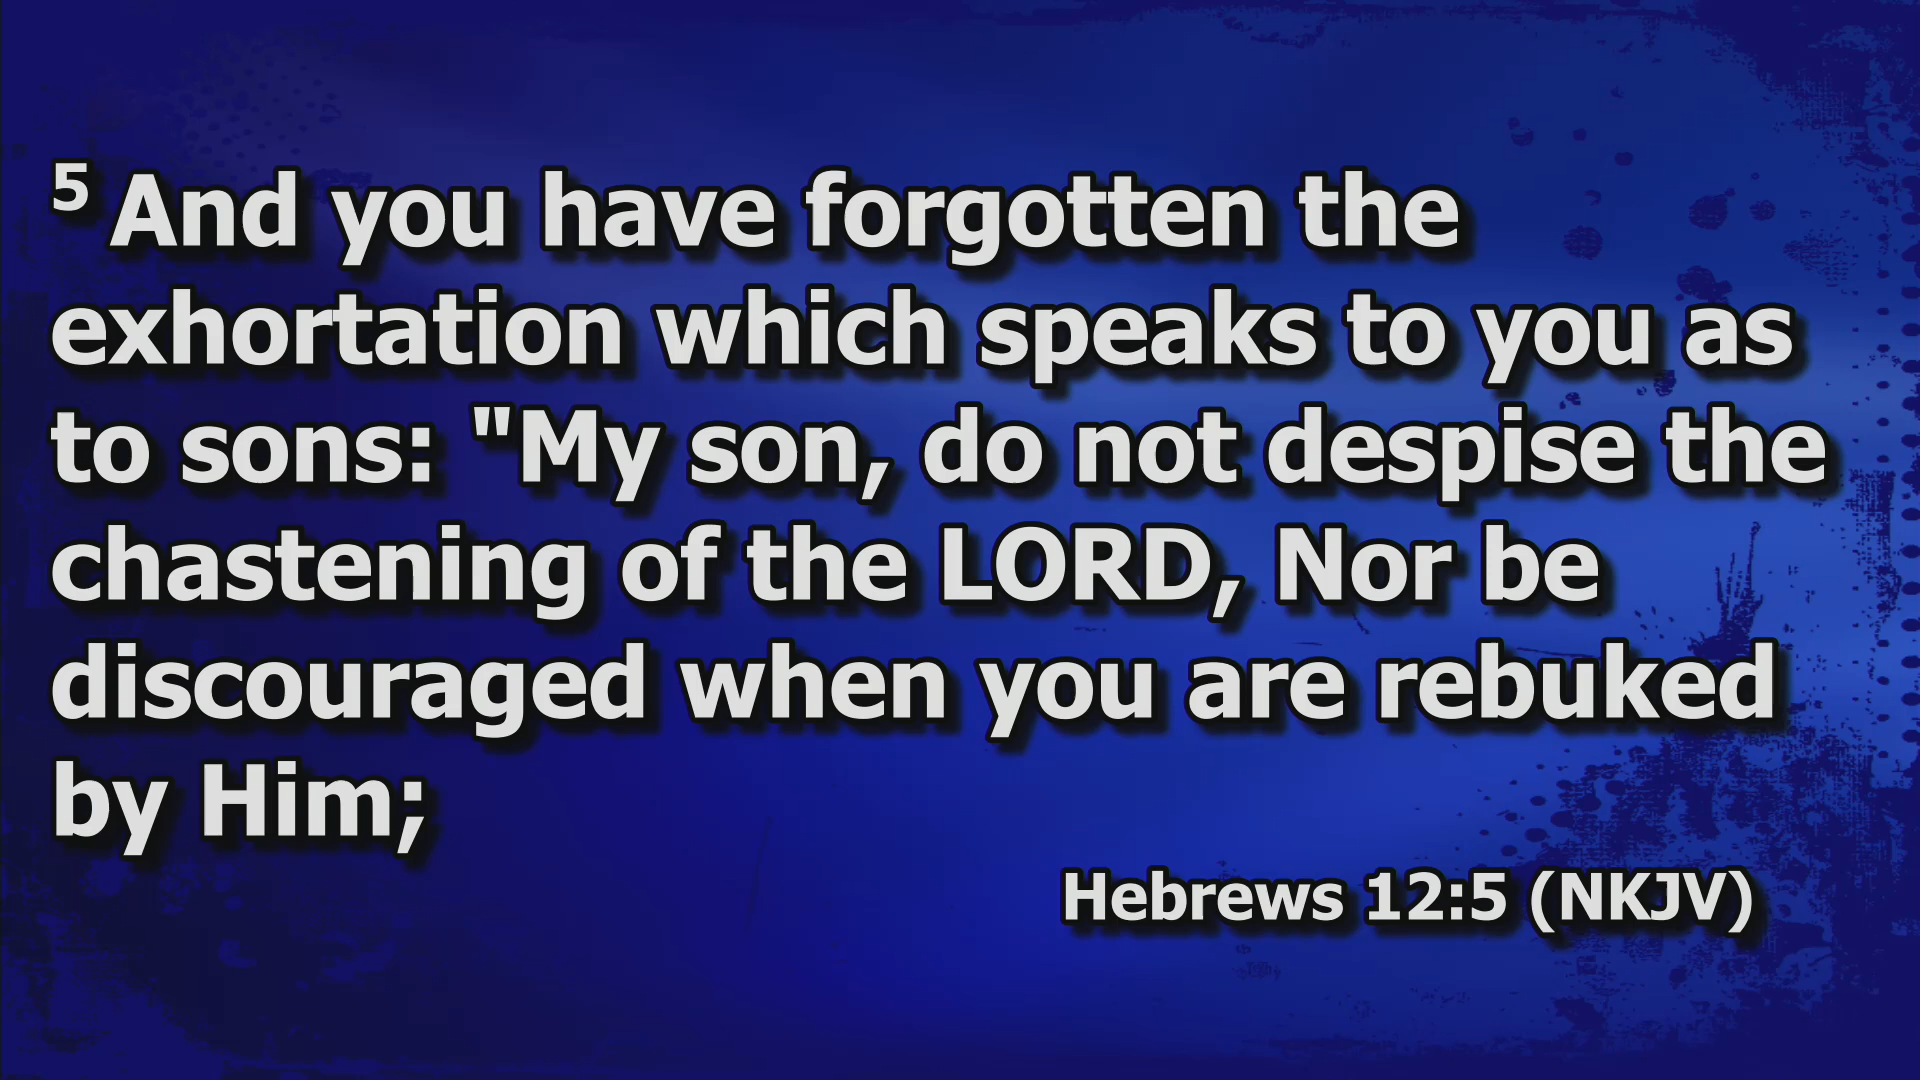 5 And you have forgotten the
exhortation which speaks to you as
to sons: "My son, do not despise the
chastening of the LORD, Nor be
discouraged when you are rebuked
by Him;
Hebrews 12:5 (NKJV)